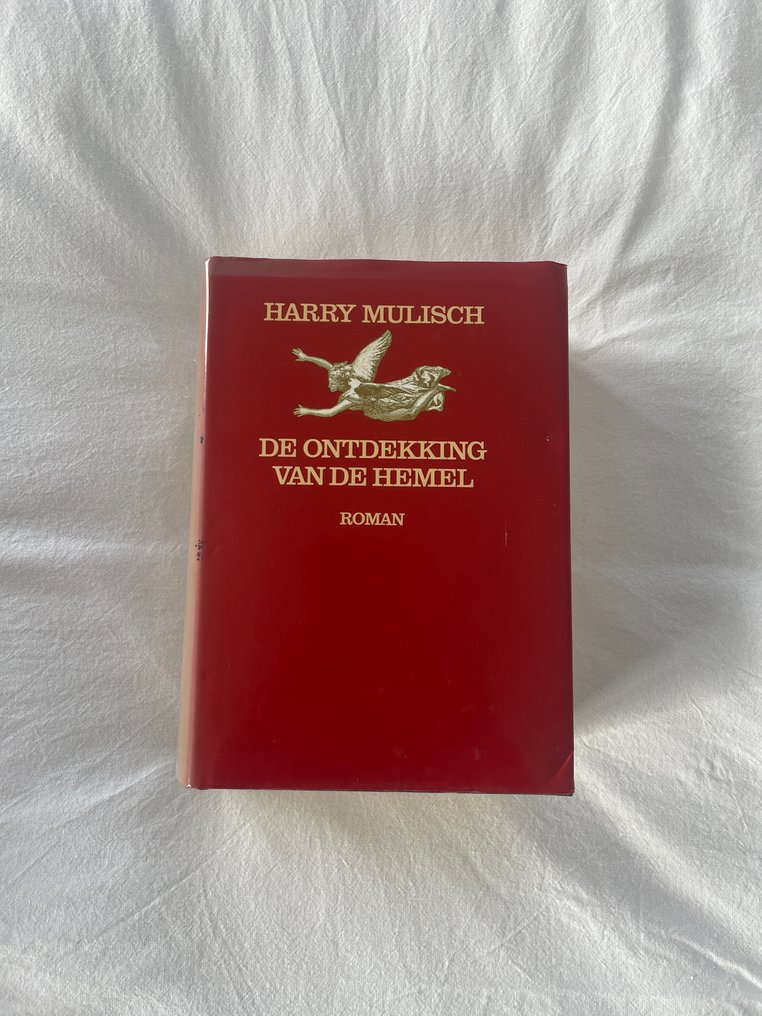 HARRY MULISCH
DE ONTDEKKING
VAN DE HEMEL
ROMAN